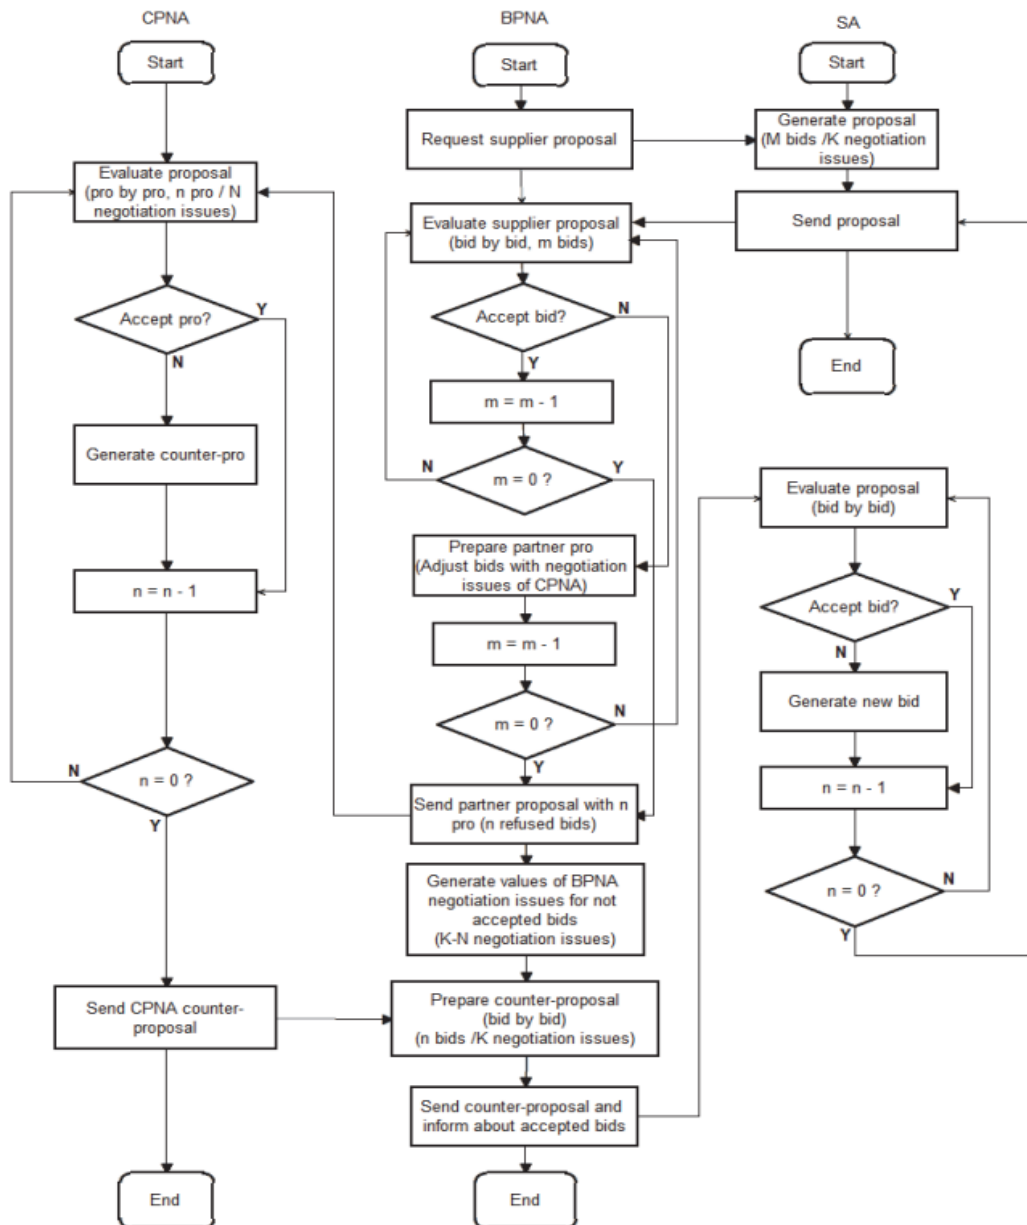 CPNA
Start
Evaluate proposal
(pro by pro, n pro / N
negotiation issues)
Accept pro?
Y
N
Generate counter-pro
n = n - 1
N
n = 0 ?
Y
Send CPNA counter-
proposal
End
BPNA
Start
Request supplier proposal
Evaluate supplier proposal
(bid by bid, m bids)
Accept bid?
N
Y
m = m - 1
N
m = 0 ?
Y
Prepare partner pro
(Adjust bids with negotiation
issues of CPNA)
m = m - 1
m = 0 ?
N
Y
Send partner proposal with n
pro (n refused bids)
Generate values of BPNA
negotiation issues for not
accepted bids
(K-N negotiation issues)
Prepare counter-proposal
(bid by bid)
(n bids /K negotiation issues)
Send counter-proposal and
inform about accepted bids
End
SA
Start
Generate proposal
(M bids /K negotiation
issues)
Send proposal
End
Evaluate proposal
(bid by bid)
Accept bid?
Y
N
Generate new bid
n = n - 1
n = 0 ?
N
Y